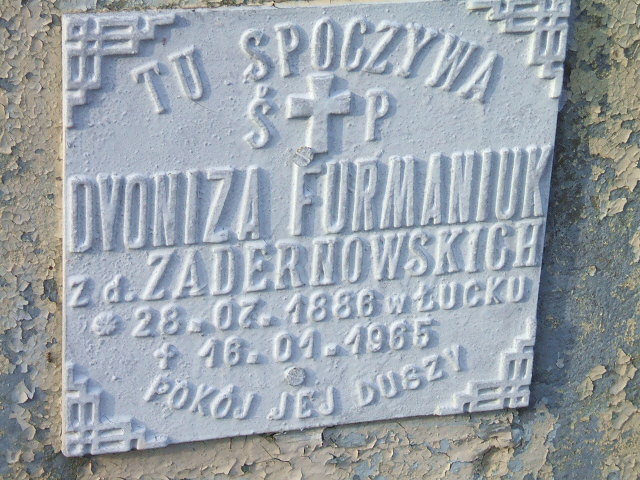 TU SPOCZYWA
Ś P
DYONIZA FURMANIUK
Z d. ZADERNOWSKICH
28.07.1886 w ŁUCKU
16.01.1965
POKÓJ JEJ DUSZY